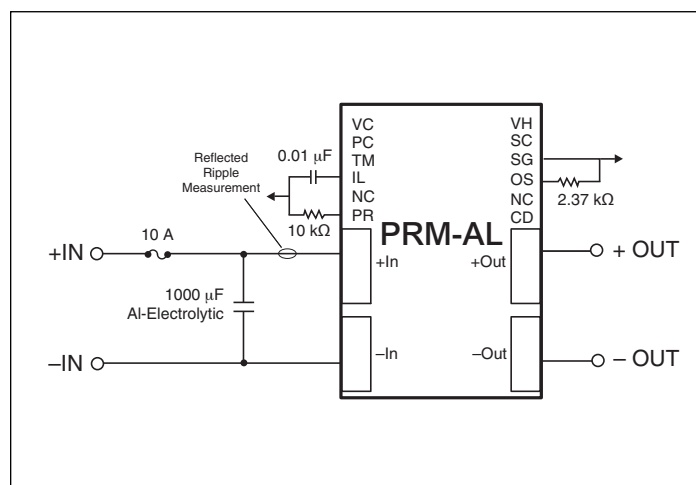 VC
PC
TM
IL
NC
PR
VH
SC
SG
OS
NC
CD
0.01 µF
10 kΩ
2.37 kΩ
Reflected
Ripple
Measurement
PRM-AL
10 A
+IN
+In
+Out
+ OUT
1000 µF
Al-Electrolytic
–IN
–In
–Out
– OUT